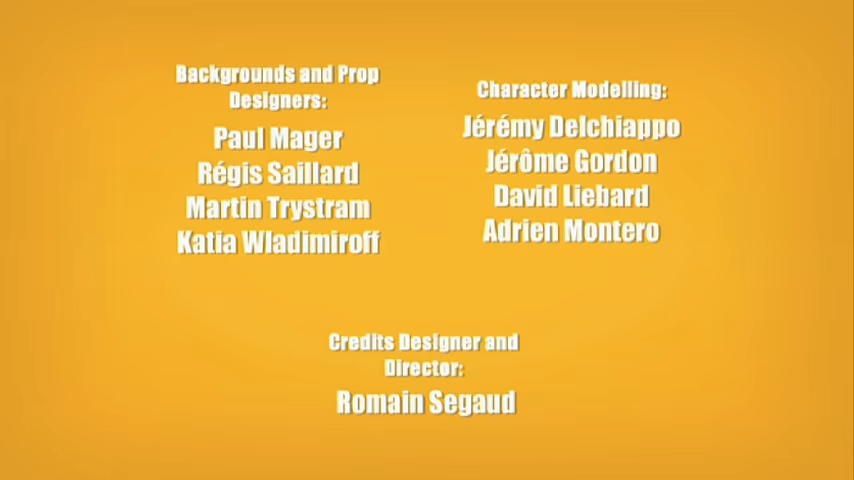 Backgrounds and Prop
Designers:
Paul Mager
Régis Saillard
Martin Trystram
Katia Wladimiroff
Character Modelling:
Jérémy Delchiappo
Jérôme Gordon
David Liebard
Adrien Montero
Credits Designer and
Director:
Romain Segaud